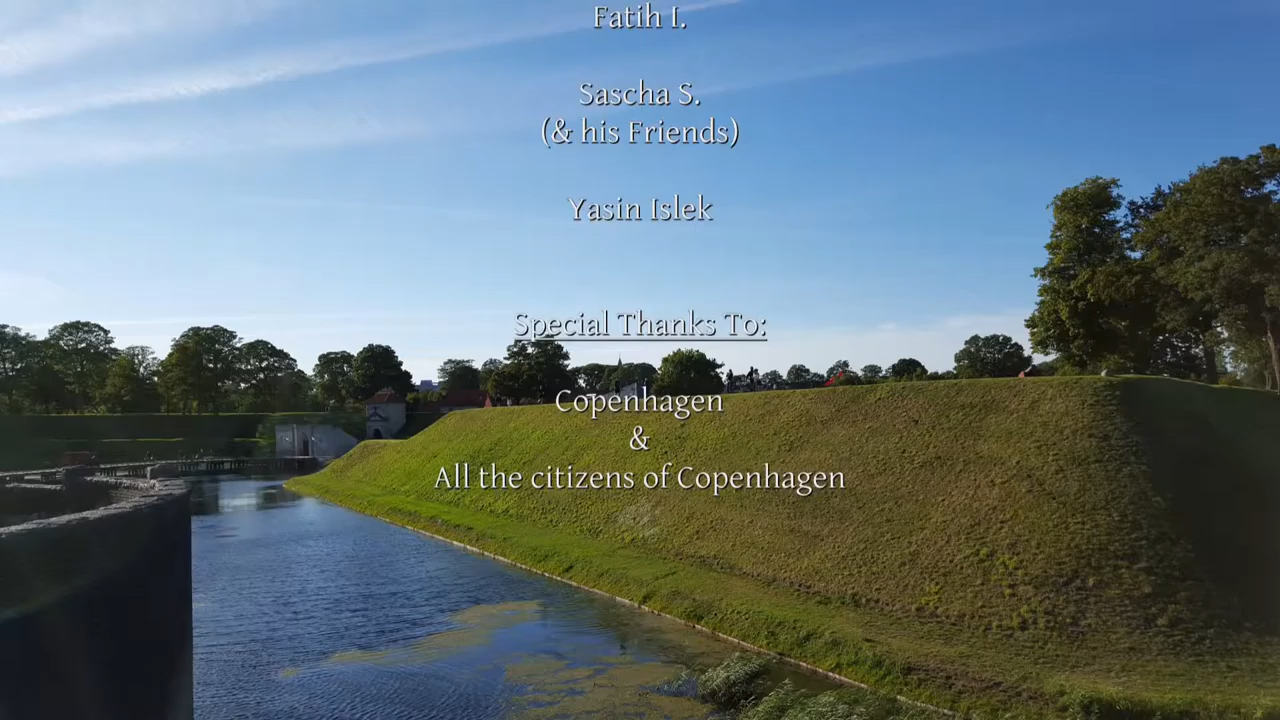 Fatih I.
Sascha S.
(& his Friends)
Yasin Islek
Special Thanks To:
Copenhagen
&
All the citizens of Copenhagen